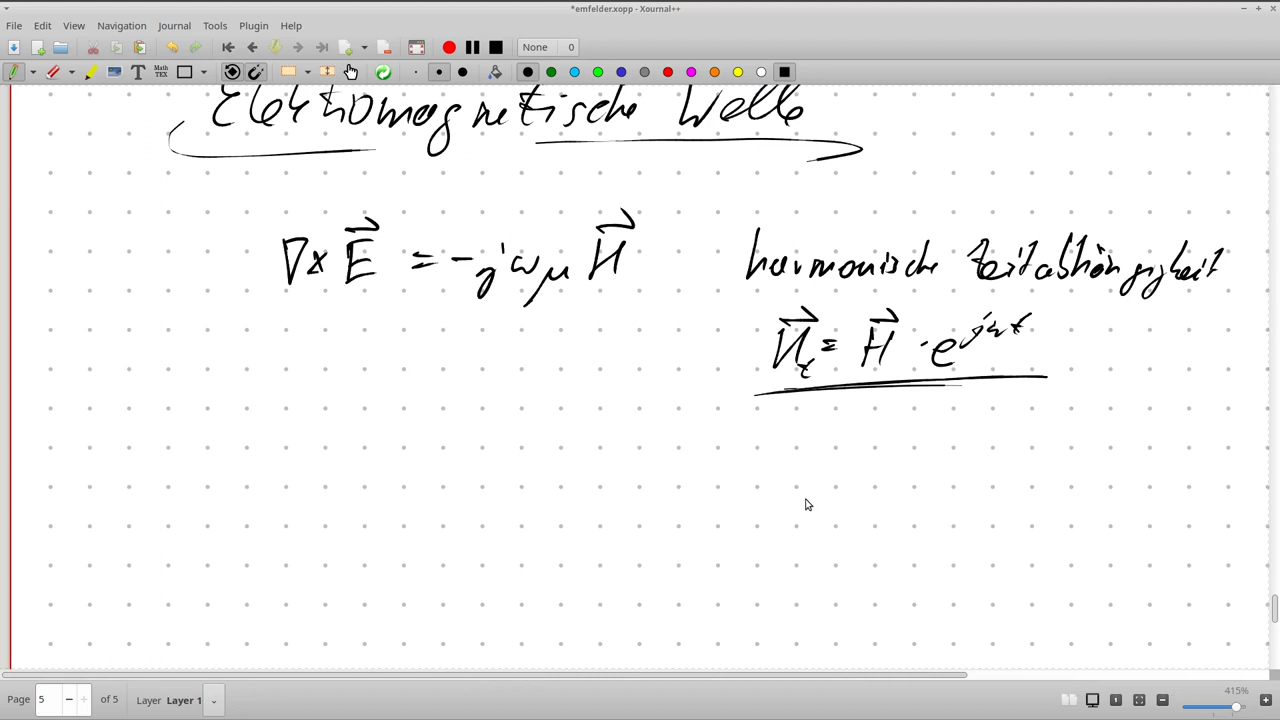 *emfelder.xopp - Xournal++
File Edit View Navigation Journal Tools Plugin Help
None 0
Elektromagnetische Welle
∇× E⃗ = -jωμ H⃗
harmonische Zeitabhängigkeit
H⃗ₜ = H⃗ · e^{jωt}
Page 5 of 5 Layer Layer 1
415%